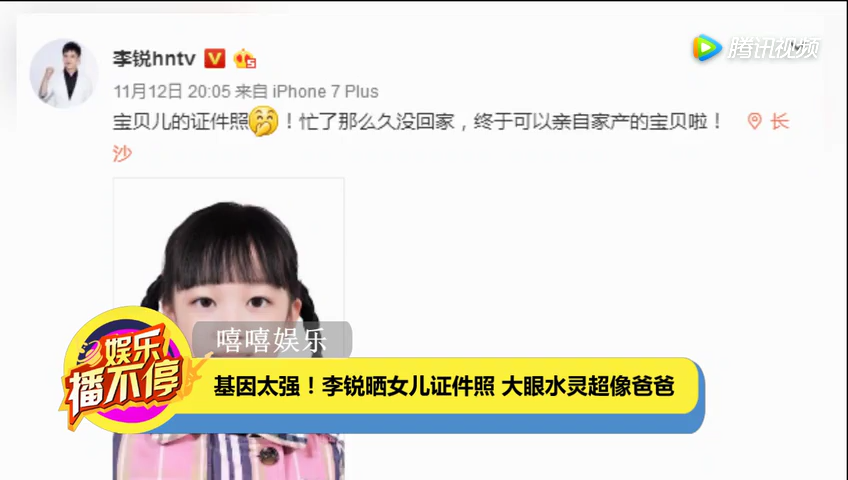 李锐hntv
腾讯视频
11月12日 20:05 来自 iPhone 7 Plus
宝贝儿的证件照！忙了那么久没回家，终于可以亲自家产的宝贝啦！ 长
沙
嘻嘻娱乐
娱乐
播不停
基因太强！李锐晒女儿证件照 大眼水灵超像爸爸